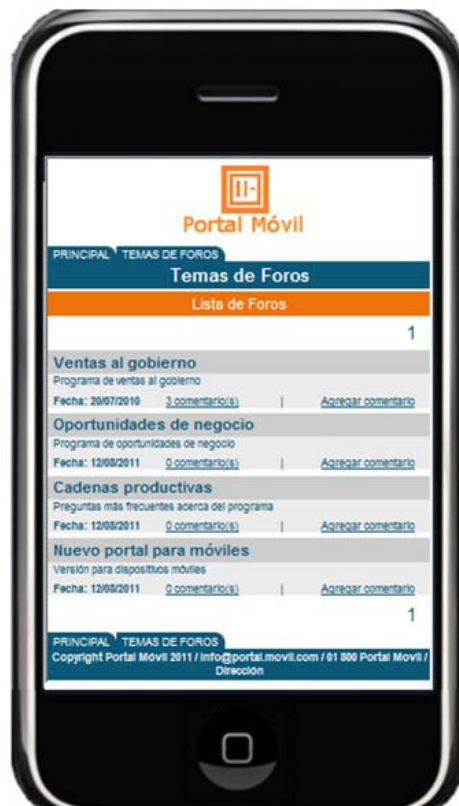 Portal Móvil
PRINCIPAL TEMAS DE FOROS
Temas de Foros
Lista de Foros
1
Ventas al gobierno
Programa de ventas al gobierno
Fecha: 20/07/2010 3 comentario(s) | Agregar comentario
Oportunidades de negocio
Programa de oportunidades de negocio
Fecha: 12/08/2011 0 comentario(s) | Agregar comentario
Cadenas productivas
Preguntas más frecuentes acerca del programa
Fecha: 12/08/2011 0 comentario(s) | Agregar comentario
Nuevo portal para móviles
Versión para dispositivos móviles
Fecha: 12/08/2011 0 comentario(s) | Agregar comentario
1
PRINCIPAL TEMAS DE FOROS
Copyright Portal Móvil 2011 / info@portal.movil.com / 01 800 Portal Movil /
Dirección